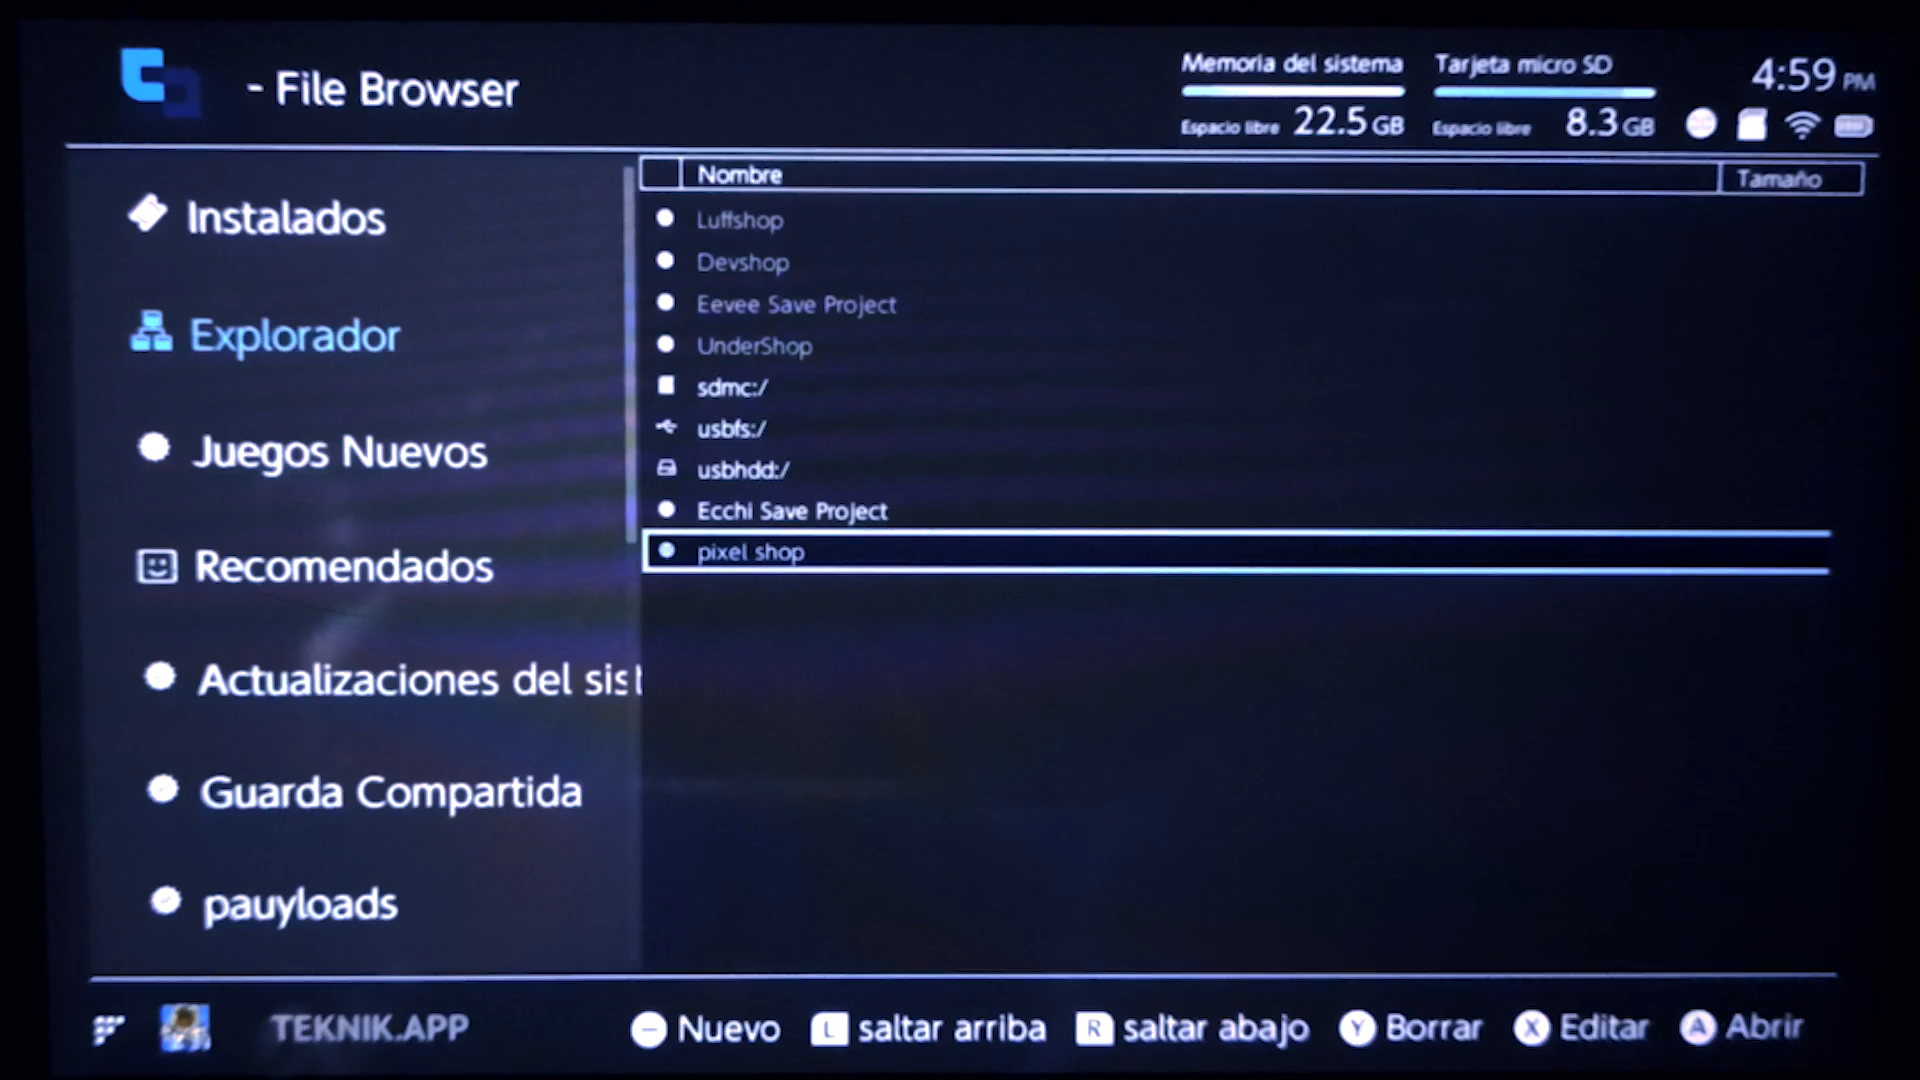 - File Browser
Memoria del sistema
Espacio libre 22.5 GB
Tarjeta micro SD
Espacio libre 8.3 GB
4:59 PM
Instalados
Explorador
Juegos Nuevos
Recomendados
Actualizaciones del sist
Guarda Compartida
pauyloads
Nombre
Tamaño
Luffshop
Devshop
Eevee Save Project
UnderShop
sdmc:/
usbfs:/
usbhdd:/
Ecchi Save Project
pixel shop
TEKNIK.APP
- Nuevo
L saltar arriba
R saltar abajo
Y Borrar
X Editar
A Abrir